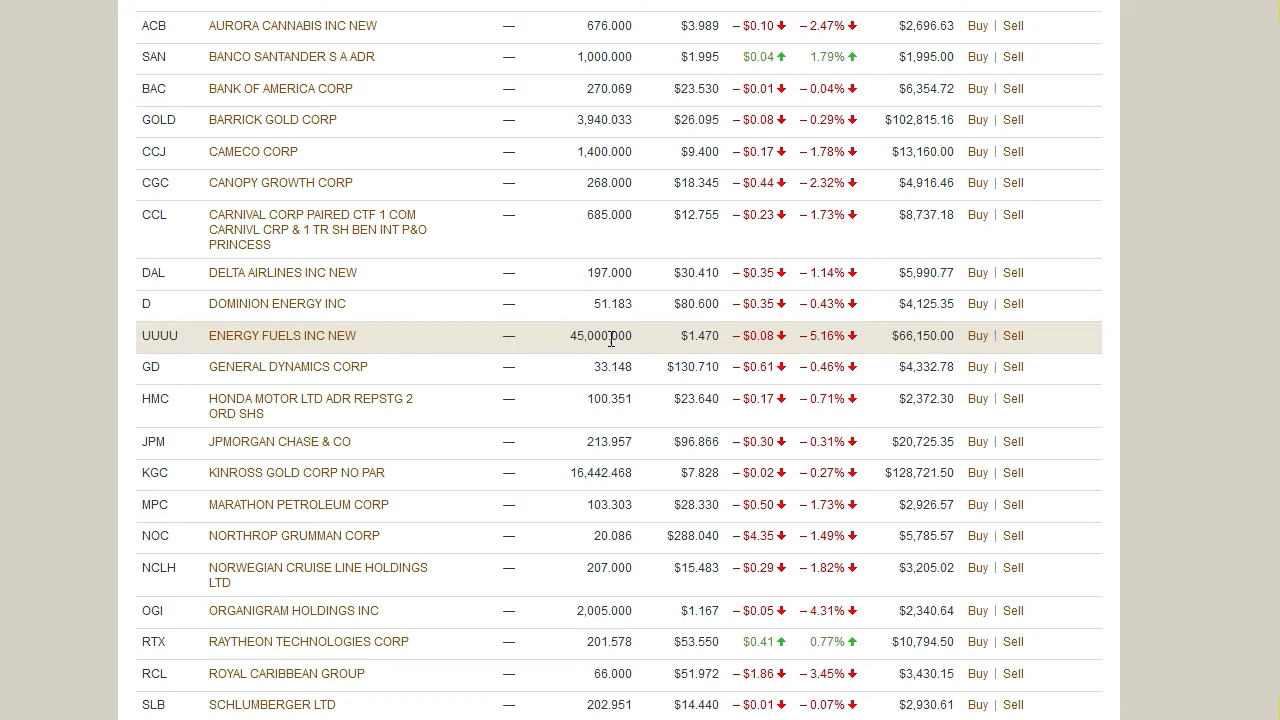 ACB AURORA CANNABIS INC NEW — 676.000 $3.989 – $0.10 – 2.47% $2,696.63 Buy | Sell
SAN BANCO SANTANDER S A ADR — 1,000.000 $1.995 $0.04 1.79% $1,995.00 Buy | Sell
BAC BANK OF AMERICA CORP — 270.069 $23.530 – $0.01 – 0.04% $6,354.72 Buy | Sell
GOLD BARRICK GOLD CORP — 3,940.033 $26.095 – $0.08 – 0.29% $102,815.16 Buy | Sell
CCJ CAMECO CORP — 1,400.000 $9.400 – $0.17 – 1.78% $13,160.00 Buy | Sell
CGC CANOPY GROWTH CORP — 268.000 $18.345 – $0.44 – 2.32% $4,916.46 Buy | Sell
CCL CARNIVAL CORP PAIRED CTF 1 COM — 685.000 $12.755 – $0.23 – 1.73% $8,737.18 Buy | Sell
CARNIVL CRP & 1 TR SH BEN INT P&O
PRINCESS
DAL DELTA AIRLINES INC NEW — 197.000 $30.410 – $0.35 – 1.14% $5,990.77 Buy | Sell
D DOMINION ENERGY INC — 51.183 $80.600 – $0.35 – 0.43% $4,125.35 Buy | Sell
UUUU ENERGY FUELS INC NEW — 45,000.000 $1.470 – $0.08 – 5.16% $66,150.00 Buy | Sell
GD GENERAL DYNAMICS CORP — 33.148 $130.710 – $0.61 – 0.46% $4,332.78 Buy | Sell
HMC HONDA MOTOR LTD ADR REPSTG 2 — 100.351 $23.640 – $0.17 – 0.71% $2,372.30 Buy | Sell
ORD SHS
JPM JPMORGAN CHASE & CO — 213.957 $96.866 – $0.30 – 0.31% $20,725.35 Buy | Sell
KGC KINROSS GOLD CORP NO PAR — 16,442.468 $7.828 – $0.02 – 0.27% $128,721.50 Buy | Sell
MPC MARATHON PETROLEUM CORP — 103.303 $28.330 – $0.50 – 1.73% $2,926.57 Buy | Sell
NOC NORTHROP GRUMMAN CORP — 20.086 $288.040 – $4.35 – 1.49% $5,785.57 Buy | Sell
NCLH NORWEGIAN CRUISE LINE HOLDINGS — 207.000 $15.483 – $0.29 – 1.82% $3,205.02 Buy | Sell
LTD
OGI ORGANIGRAM HOLDINGS INC — 2,005.000 $1.167 – $0.05 – 4.31% $2,340.64 Buy | Sell
RTX RAYTHEON TECHNOLOGIES CORP — 201.578 $53.550 $0.41 0.77% $10,794.50 Buy | Sell
RCL ROYAL CARIBBEAN GROUP — 66.000 $51.972 – $1.86 – 3.45% $3,430.15 Buy | Sell
SLB SCHLUMBERGER LTD — 202.951 $14.440 – $0.01 – 0.07% $2,930.61 Buy | Sell